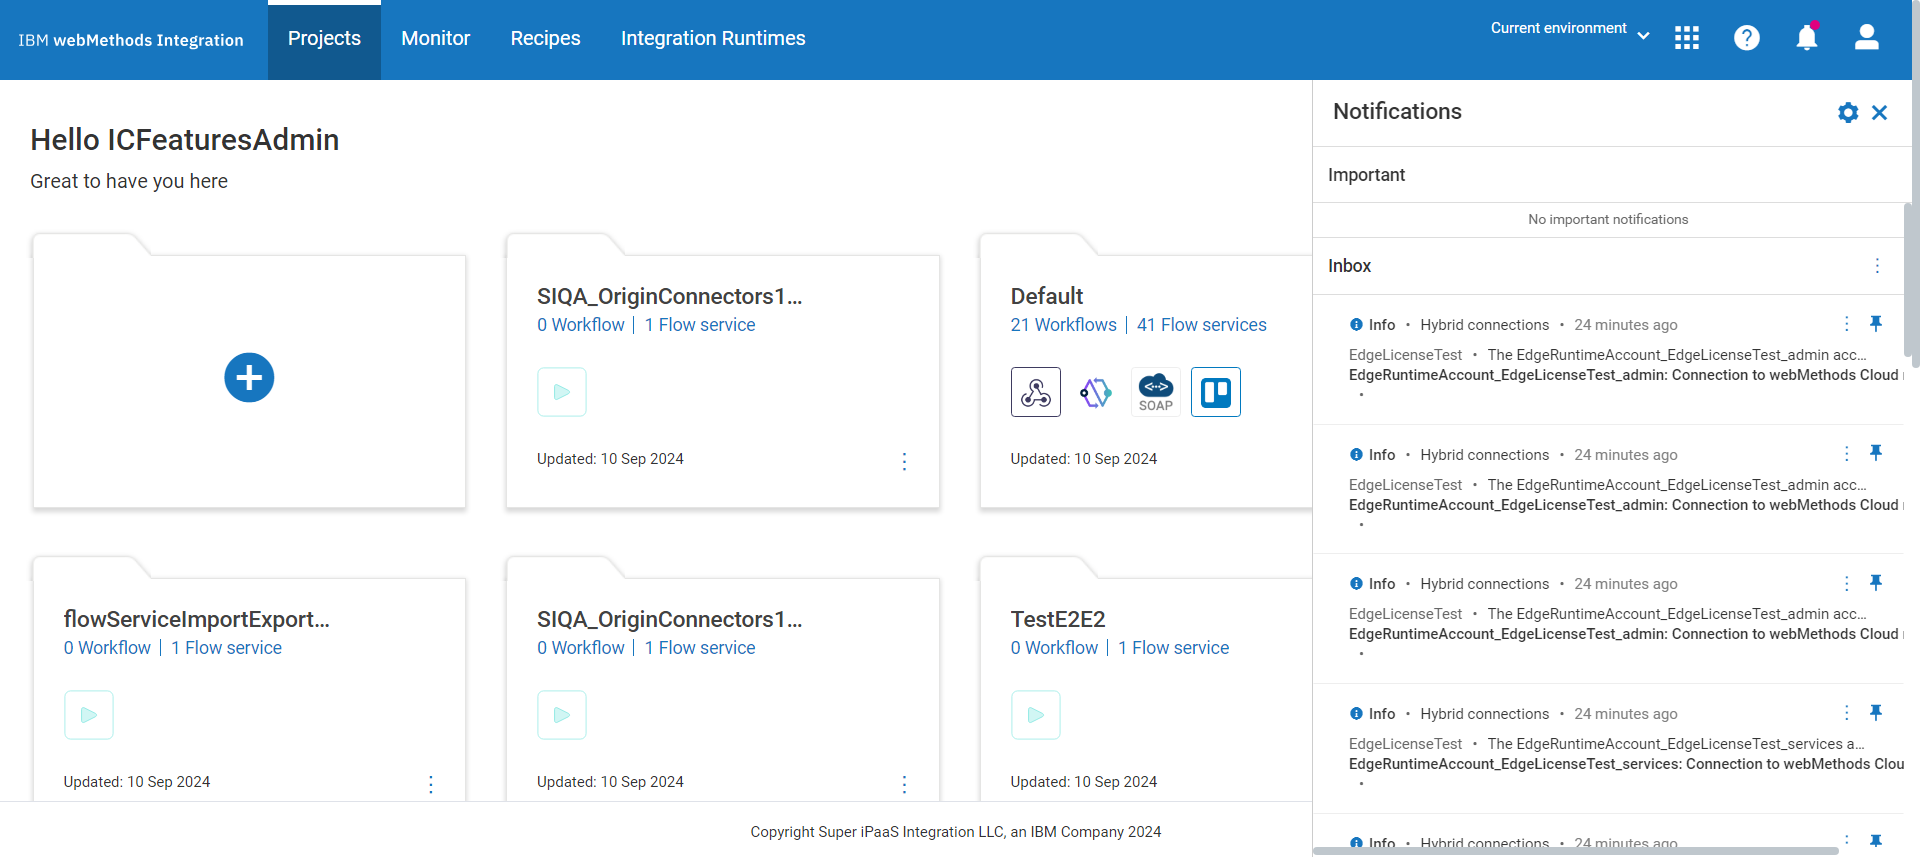 IBM webMethods Integration
Projects
Monitor
Recipes
Integration Runtimes
Current environment
Hello ICFeaturesAdmin
Great to have you here
SIQA_OriginConnectors1...
0 Workflow | 1 Flow service
Updated: 10 Sep 2024
Default
21 Workflows | 41 Flow services
SOAP
Updated: 10 Sep 2024
flowServiceImportExport...
0 Workflow | 1 Flow service
Updated: 10 Sep 2024
SIQA_OriginConnectors1...
0 Workflow | 1 Flow service
Updated: 10 Sep 2024
TestE2E2
0 Workflow | 1 Flow service
Updated: 10 Sep 2024
Notifications
Important
No important notifications
Inbox
Info • Hybrid connections • 24 minutes ago
EdgeLicenseTest • The EdgeRuntimeAccount_EdgeLicenseTest_admin acc...
EdgeRuntimeAccount_EdgeLicenseTest_admin: Connection to webMethods Cloud
•
Info • Hybrid connections • 24 minutes ago
EdgeLicenseTest • The EdgeRuntimeAccount_EdgeLicenseTest_admin acc...
EdgeRuntimeAccount_EdgeLicenseTest_admin: Connection to webMethods Cloud
•
Info • Hybrid connections • 24 minutes ago
EdgeLicenseTest • The EdgeRuntimeAccount_EdgeLicenseTest_admin acc...
EdgeRuntimeAccount_EdgeLicenseTest_admin: Connection to webMethods Cloud
•
Info • Hybrid connections • 24 minutes ago
EdgeLicenseTest • The EdgeRuntimeAccount_EdgeLicenseTest_services a...
EdgeRuntimeAccount_EdgeLicenseTest_services: Connection to webMethods Clou
•
Info • Hybrid connections • 24 minutes ago
Copyright Super iPaaS Integration LLC, an IBM Company 2024